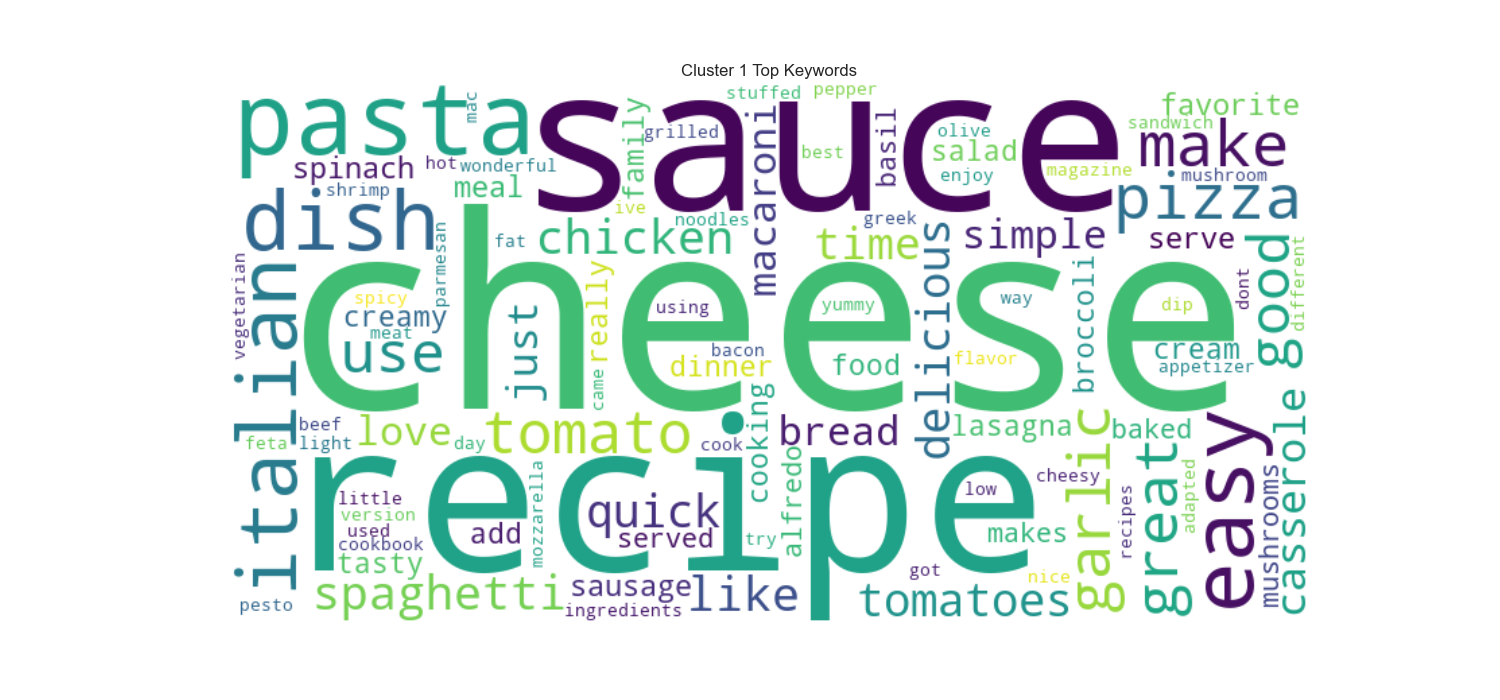 Cluster 1 Top Keywords
pasta
mac
sauce
stuffed
pepper
favorite
sandwich
make
family
grilled
macaroni
best
basil
olive
salad
enjoy
magazine
mushroom
spinach
hot
wonderful
shrimp
meal
ive
noodles
greek
pizza
dish
fat
chicken
time
simple
serve
vegetarian
italian
parmesan
cheese
spicy
creamy
meat
use
just
came
really
using
bacon
dinner
yummy
food
delicious
flavor
way
broccoli
dip
cream
appetizer
dont
good
different
beef
feta
light
love
day
tomato
cook
cooking
bread
lasagna
garlic
baked
casserole
recipe
little
version
used
cookbook
tasty
add
mozzarella
quick
served
try
alfredo
low
cheesy
makes
recipes
great
adapted
easy
mushrooms
pesto
spaghetti
sausage
ingredients
like
got
tomatoes
nice